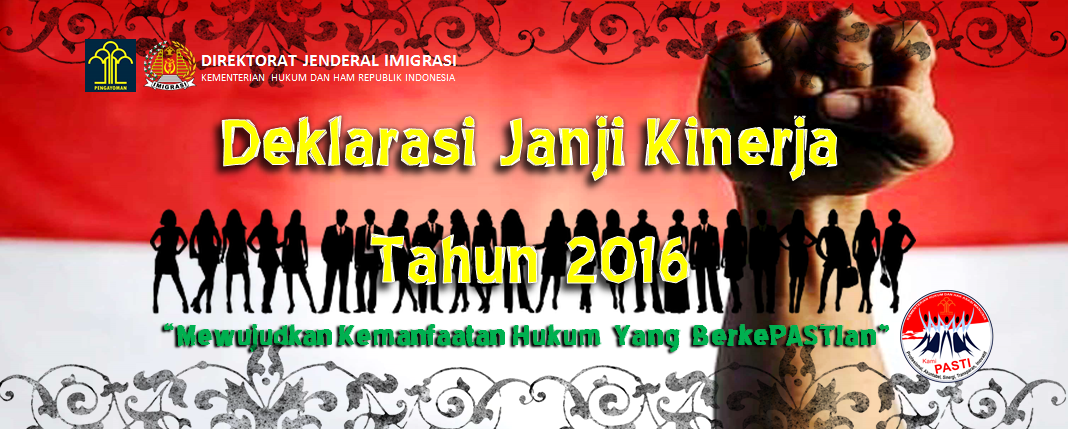 PENGAYOMAN
IMIGRASI
DIREKTORAT JENDERAL IMIGRASI
KEMENTERIAN HUKUM DAN HAM REPUBLIK INDONESIA
Deklarasi Janji Kinerja
Tahun 2016
"Mewujudkan Kemanfaatan Hukum Yang BerkePASTIan"
Kami
PASTI